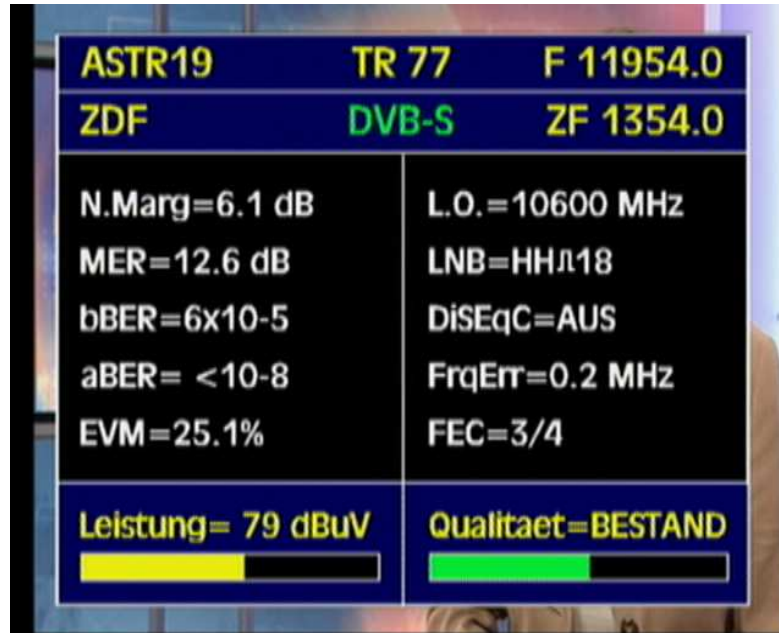 ASTR19 TR 77 F 11954.0
ZDF DVB-S ZF 1354.0
N.Marg=6.1 dB
MER=12.6 dB
bBER=6x10-5
aBER= <10-8
EVM=25.1%
L.O.=10600 MHz
LNB=HH⎍18
DiSEqC=AUS
FrqErr=0.2 MHz
FEC=3/4
Leistung= 79 dBuV
Qualitaet=BESTAND